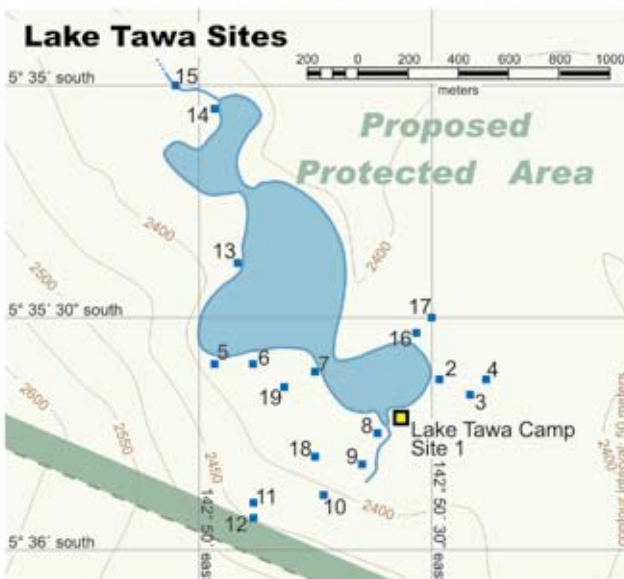 Lake Tawa Sites
200 0 200 400 600 800 1000
meters
5° 35´ south
15
14
Proposed
Protected Area
2400
2400
2500
13
5° 35´ 30" south
17
16
5
6
7
2
4
3
19
8
Lake Tawa Camp
Site 1
2600
2550
2450
18
9
2400
contour interval 50 meters
10
11
12
2400
142° 50´ east
142° 50´ 30" east
5° 36´ south